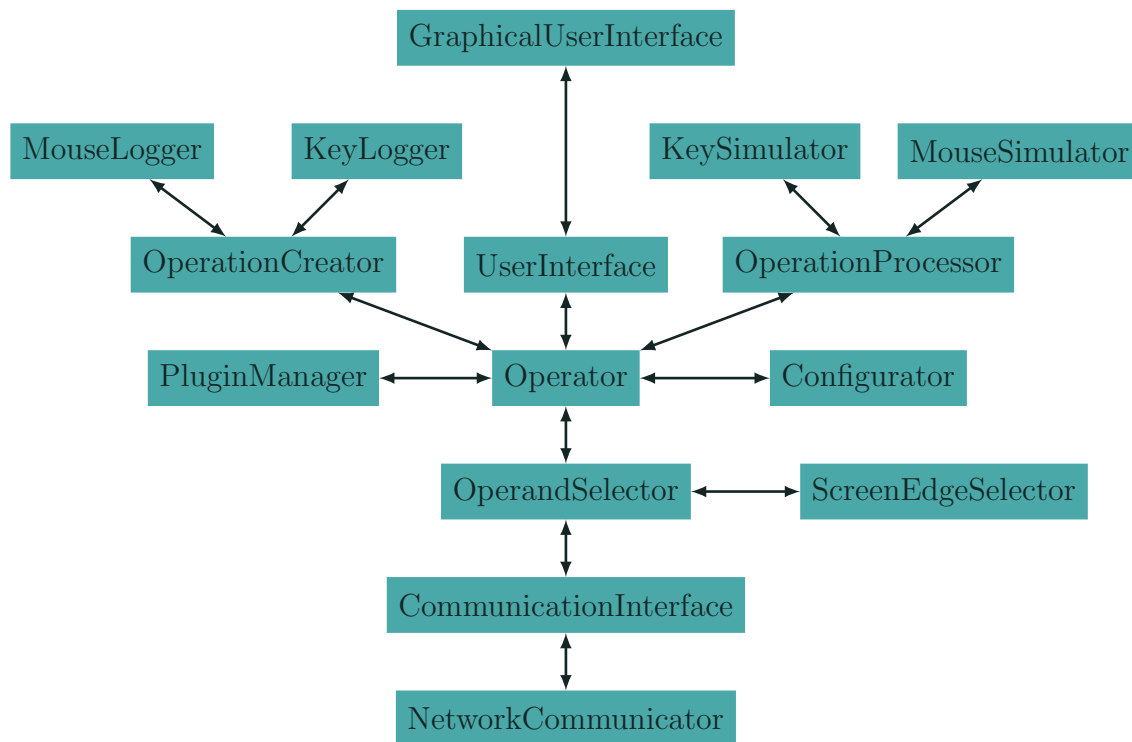 GraphicalUserInterface
MouseLogger
KeyLogger
KeySimulator
MouseSimulator
OperationCreator
UserInterface
OperationProcessor
PluginManager
Operator
Configurator
OperandSelector
ScreenEdgeSelector
CommunicationInterface
NetworkCommunicator